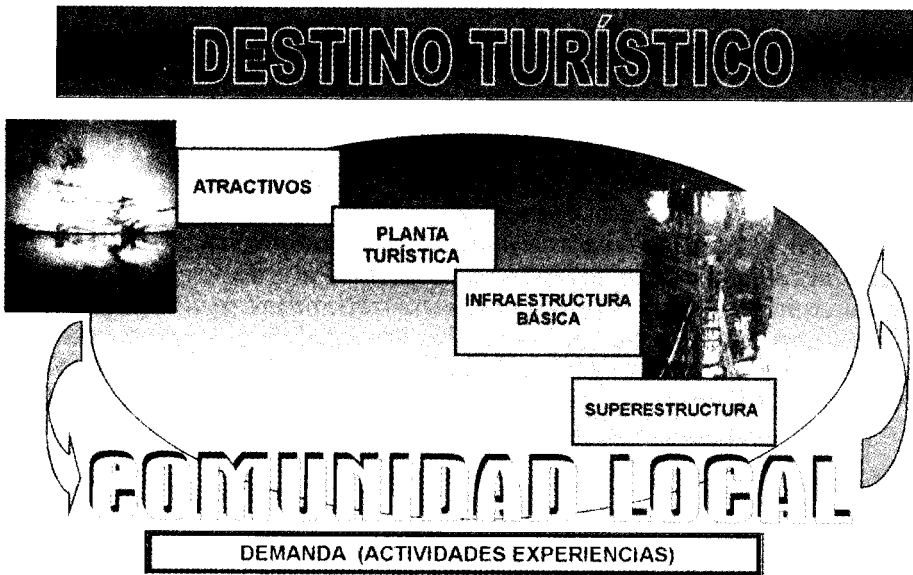 DESTINO TURÍSTICO
ATRACTIVOS
PLANTA
TURÍSTICA
INFRAESTRUCTURA
BÁSICA
SUPERESTRUCTURA
COMUNIDAD LOCAL
DEMANDA (ACTIVIDADES EXPERIENCIAS)